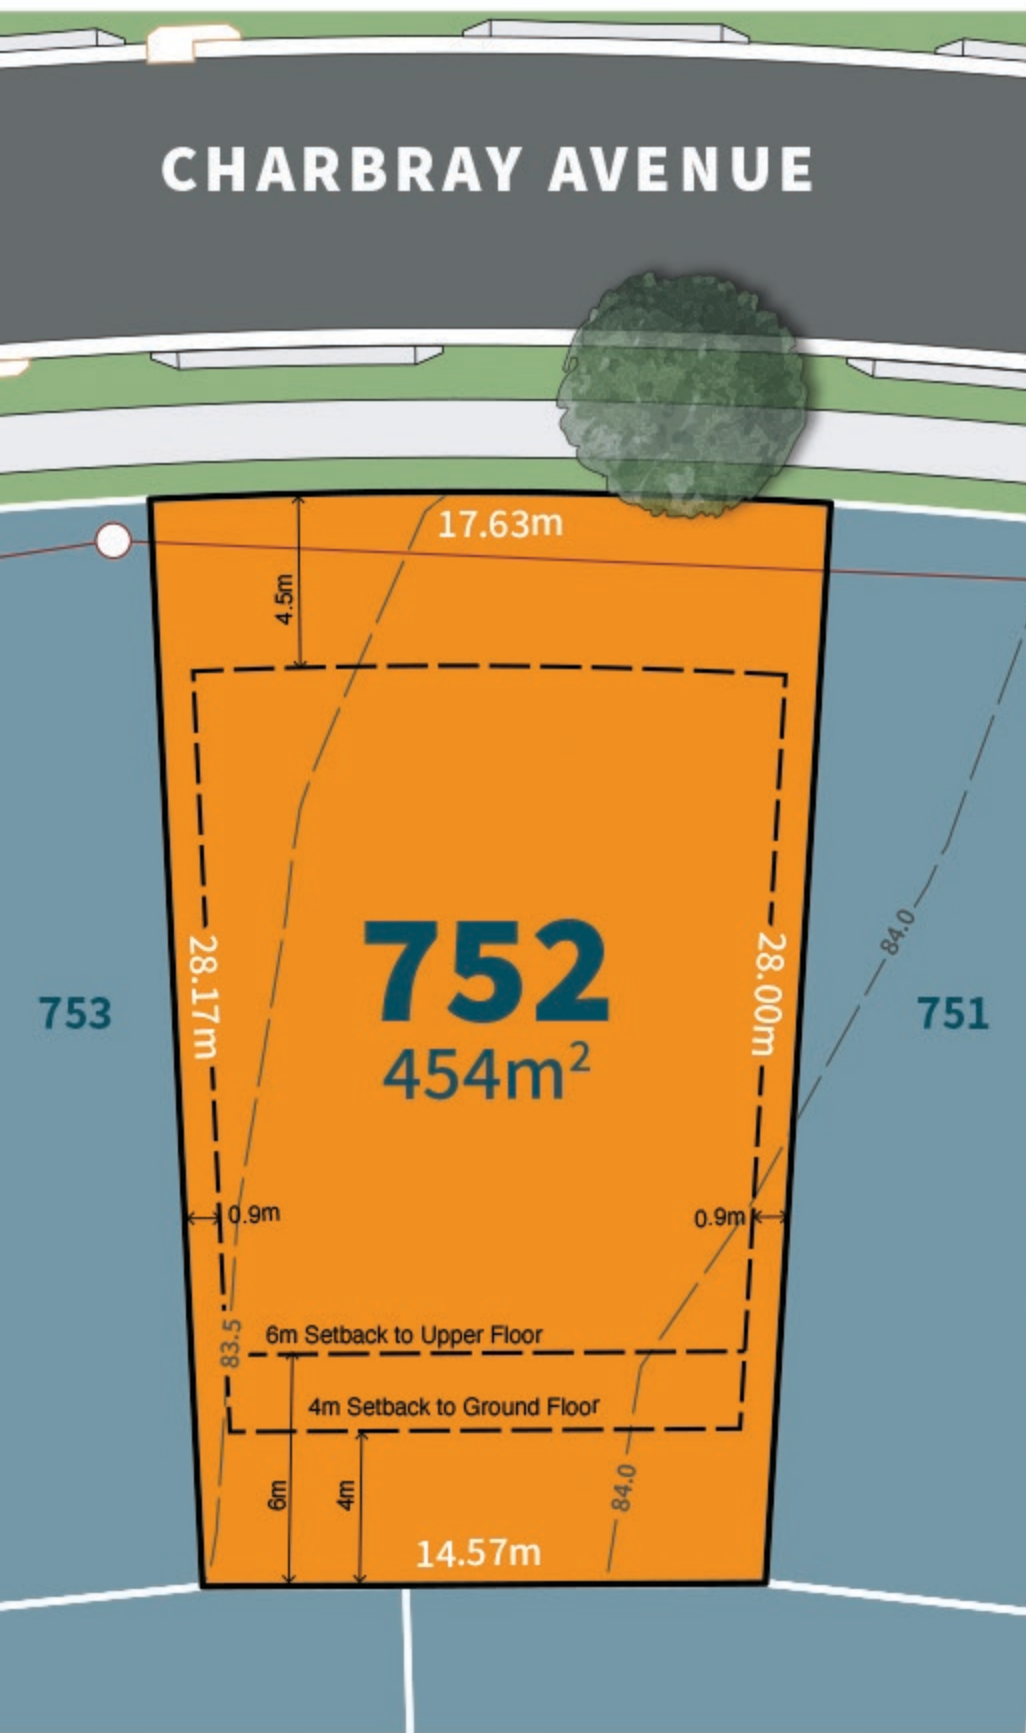 CHARBRAY AVENUE
17.63m
4.5m
28.17m
28.00m
752
454m²
753
751
84.0
0.9m
0.9m
83.5
6m Setback to Upper Floor
4m Setback to Ground Floor
6m
4m
84.0
14.57m